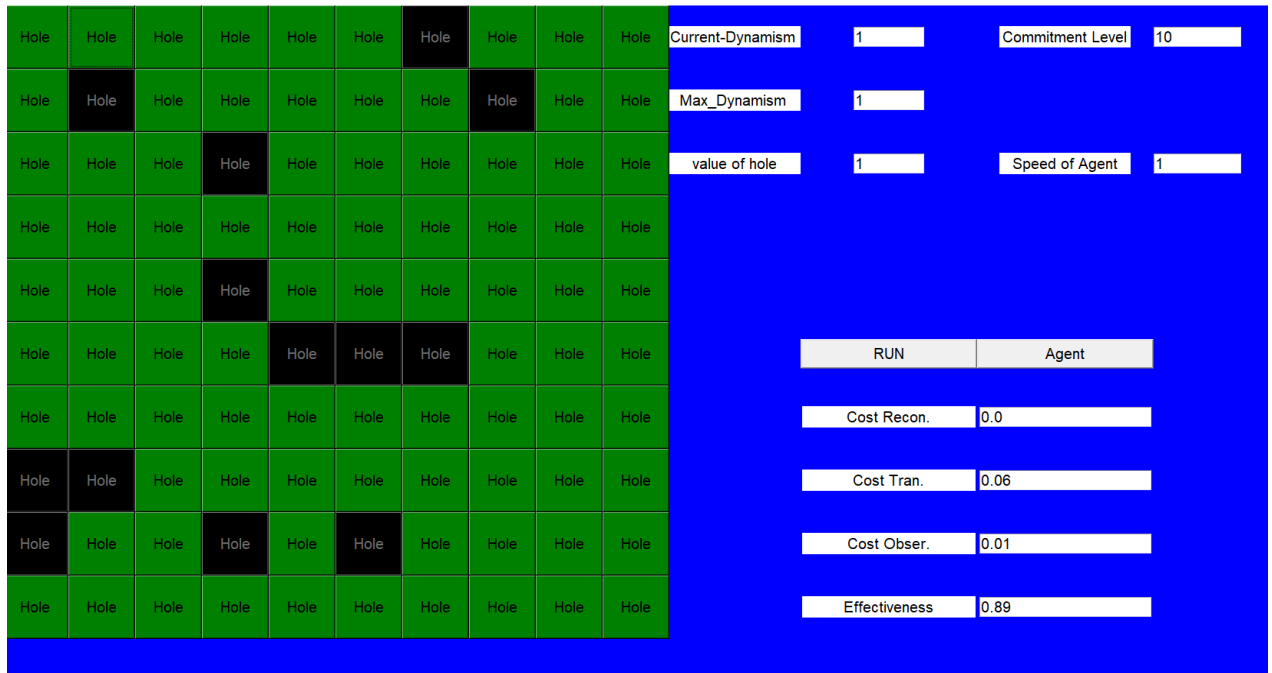 Hole Hole Hole Hole Hole Hole Hole Hole Hole Hole Current-Dynamism 1 Commitment Level 10
Hole Hole Hole Hole Hole Hole Hole Hole Hole Hole Max_Dynamism 1
Hole Hole Hole Hole Hole Hole Hole Hole Hole Hole value of hole 1 Speed of Agent 1
Hole Hole Hole Hole Hole Hole Hole Hole Hole Hole
Hole Hole Hole Hole Hole Hole Hole Hole Hole Hole
Hole Hole Hole Hole Hole Hole Hole Hole Hole Hole RUN Agent
Hole Hole Hole Hole Hole Hole Hole Hole Hole Hole Cost Recon. 0.0
Hole Hole Hole Hole Hole Hole Hole Hole Hole Hole Cost Tran. 0.06
Hole Hole Hole Hole Hole Hole Hole Hole Hole Hole Cost Obser. 0.01
Hole Hole Hole Hole Hole Hole Hole Hole Hole Hole Effectiveness 0.89